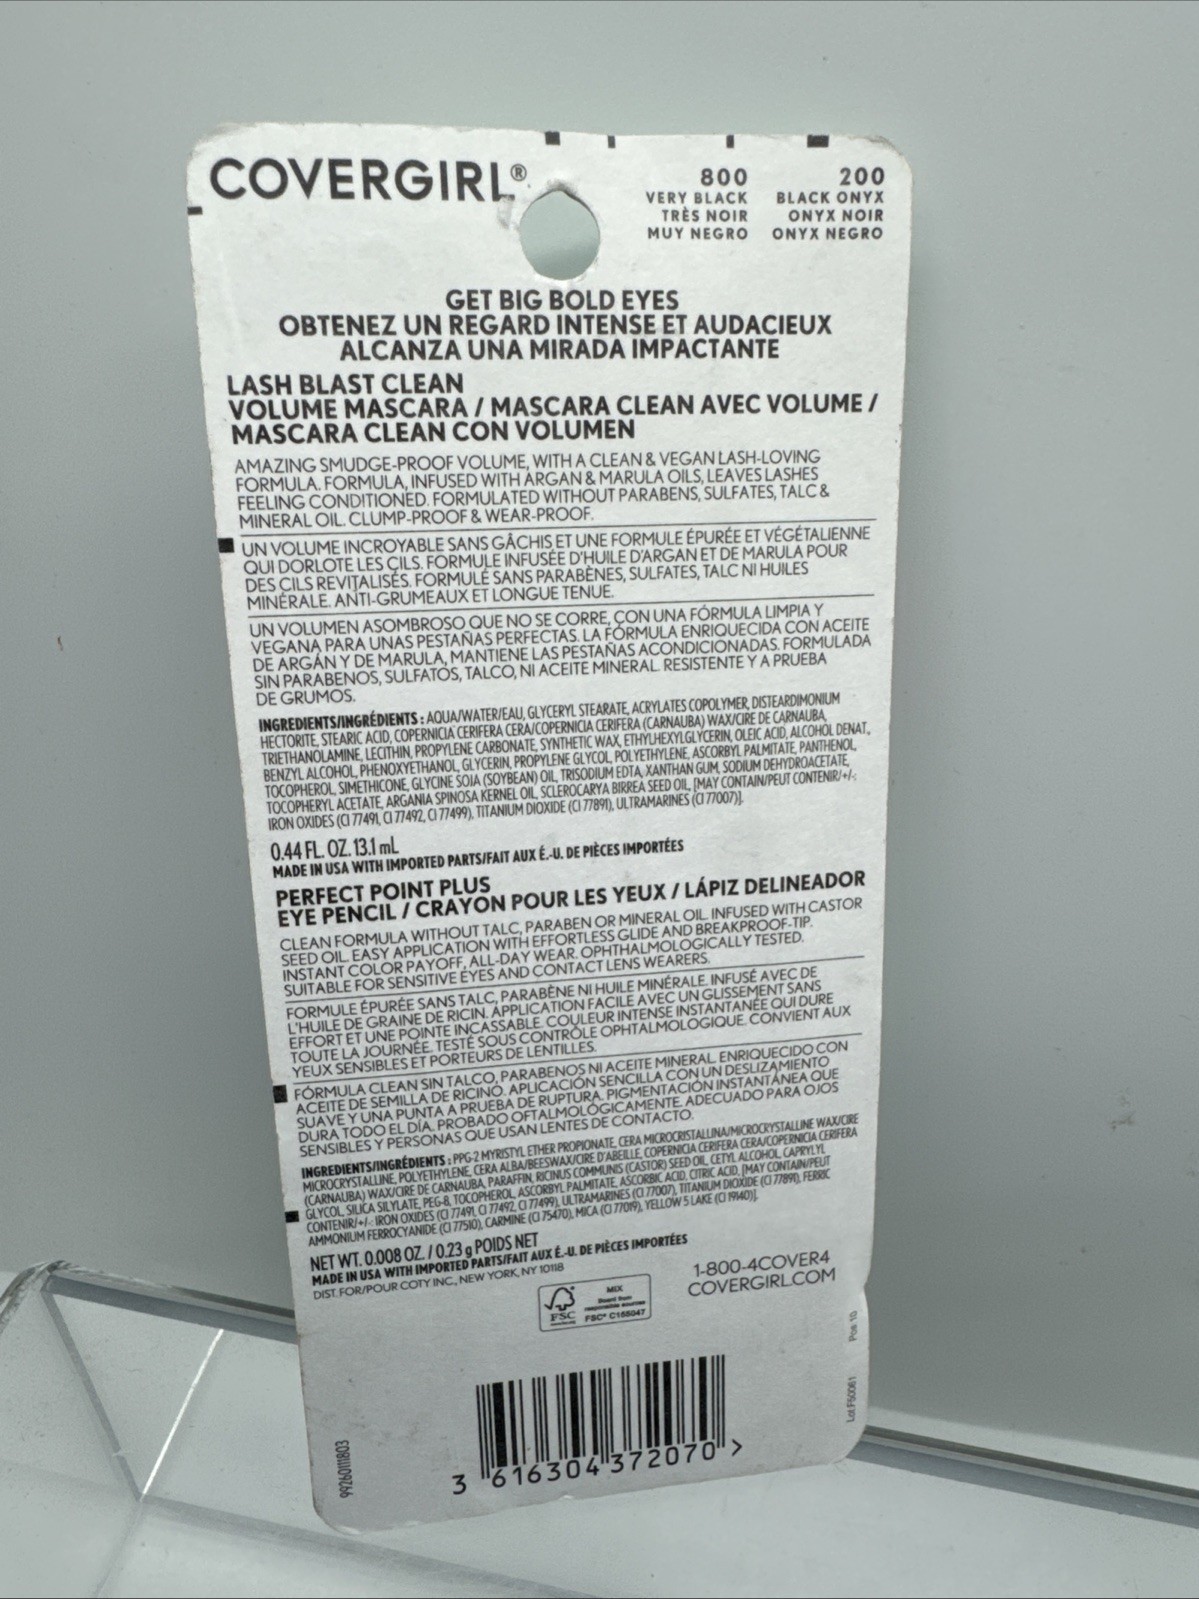 COVERGIRL®
800
VERY BLACK
TRÈS NOIR
MUY NEGRO
200
BLACK ONYX
ONYX NOIR
ONYX NEGRO
GET BIG BOLD EYES
OBTENEZ UN REGARD INTENSE ET AUDACIEUX
ALCANZA UNA MIRADA IMPACTANTE
LASH BLAST CLEAN
VOLUME MASCARA / MASCARA CLEAN AVEC VOLUME /
MASCARA CLEAN CON VOLUMEN
AMAZING SMUDGE-PROOF VOLUME, WITH A CLEAN & VEGAN LASH-LOVING
FORMULA. FORMULA, INFUSED WITH ARGAN & MARULA OILS, LEAVES LASHES
FEELING CONDITIONED. FORMULATED WITHOUT PARABENS, SULFATES, TALC &
MINERAL OIL. CLUMP-PROOF & WEAR-PROOF.
UN VOLUME INCROYABLE SANS GÂCHIS ET UNE FORMULE ÉPURÉE ET VÉGÉTALIENNE
QUI DORLOTE LES CILS. FORMULE INFUSÉE D'HUILE D'ARGAN ET DE MARULA POUR
DES CILS REVITALISÉS. FORMULÉ SANS PARABÈNES, SULFATES, TALC NI HUILES
MINÉRALE. ANTI-GRUMEAUX ET LONGUE TENUE.
UN VOLUMEN ASOMBROSO QUE NO SE CORRE, CON UNA FÓRMULA LIMPIA Y
VEGANA PARA UNAS PESTAÑAS PERFECTAS. LA FÓRMULA ENRIQUECIDA CON ACEITE
DE ARGÁN Y DE MARULA, MANTIENE LAS PESTAÑAS ACONDICIONADAS. FORMULADA
SIN PARABENOS, SULFATOS, TALCO, NI ACEITE MINERAL. RESISTENTE Y A PRUEBA
DE GRUMOS.
INGREDIENTS/INGRÉDIENTS : AQUA/WATER/EAU, GLYCERYL STEARATE, ACRYLATES COPOLYMER, DISTEARDIMONIUM
HECTORITE, STEARIC ACID, COPERNICIA CERIFERA CERA/COPERNICIA CERIFERA (CARNAUBA) WAX/CIRE DE CARNAUBA,
TRIETHANOLAMINE, LECITHIN, PROPYLENE CARBONATE, SYNTHETIC WAX, ETHYLHEXYLGLYCERIN, OLEIC ACID, ALCOHOL DENAT.,
BENZYL ALCOHOL, PHENOXYETHANOL, GLYCERIN, PROPYLENE GLYCOL, POLYETHYLENE, ASCORBYL PALMITATE, PANTHENOL,
TOCOPHEROL, SIMETHICONE, GLYCINE SOJA (SOYBEAN) OIL, TRISODIUM EDTA, XANTHAN GUM, SODIUM DEHYDROACETATE,
TOCOPHERYL ACETATE, ARGANIA SPINOSA KERNEL OIL, SCLEROCARYA BIRREA SEED OIL, [MAY CONTAIN/PEUT CONTENIR/+/-:
IRON OXIDES (CI 77491, CI 77492, CI 77499), TITANIUM DIOXIDE (CI 77891), ULTRAMARINES (CI 77007)].
0.44 FL. OZ. 13.1 mL
MADE IN USA WITH IMPORTED PARTS/FAIT AUX É.-U. DE PIÈCES IMPORTÉES
PERFECT POINT PLUS
EYE PENCIL / CRAYON POUR LES YEUX / LÁPIZ DELINEADOR
CLEAN FORMULA WITHOUT TALC, PARABEN OR MINERAL OIL. INFUSED WITH CASTOR
SEED OIL. EASY APPLICATION WITH EFFORTLESS GLIDE AND BREAKPROOF-TIP.
INSTANT COLOR PAYOFF, ALL-DAY WEAR. OPHTHALMOLOGICALLY TESTED.
SUITABLE FOR SENSITIVE EYES AND CONTACT LENS WEARERS.
FORMULE ÉPURÉE SANS TALC, PARABÈNE NI HUILE MINÉRALE. INFUSÉ AVEC DE
L'HUILE DE GRAINE DE RICIN. APPLICATION FACILE AVEC UN GLISSEMENT SANS
EFFORT ET UNE POINTE INCASSABLE. COULEUR INTENSE INSTANTANÉE QUI DURE
TOUTE LA JOURNÉE. TESTÉ SOUS CONTRÔLE OPHTALMOLOGIQUE. CONVIENT AUX
YEUX SENSIBLES ET PORTEURS DE LENTILLES.
FÓRMULA CLEAN SIN TALCO, PARABENOS NI ACEITE MINERAL. ENRIQUECIDO CON
ACEITE DE SEMILLA DE RICINO. APLICACIÓN SENCILLA CON UN DESLIZAMIENTO
SUAVE Y UNA PUNTA A PRUEBA DE RUPTURA. PIGMENTACIÓN INSTANTÁNEA QUE
DURA TODO EL DÍA. PROBADO OFTALMOLÓGICAMENTE. ADECUADO PARA OJOS
SENSIBLES Y PERSONAS QUE USAN LENTES DE CONTACTO.
INGREDIENTS/INGRÉDIENTS : PPG-2 MYRISTYL ETHER PROPIONATE, CERA MICROCRISTALLINA/MICROCRYSTALLINE WAX/CIRE
MICROCRYSTALLINE, POLYETHYLENE, CERA ALBA/BEESWAX/CIRE D'ABEILLE, COPERNICIA CERIFERA CERA/COPERNICIA CERIFERA
(CARNAUBA) WAX/CIRE DE CARNAUBA, PARAFFIN, RICINUS COMMUNIS (CASTOR) SEED OIL, CETYL ALCOHOL, CAPRYLYL
GLYCOL, SILICA SILYLATE, PEG-8, TOCOPHEROL, ASCORBYL PALMITATE, ASCORBIC ACID, CITRIC ACID, [MAY CONTAIN/PEUT
CONTENIR/+/-: IRON OXIDES (CI 77491, CI 77492, CI 77499), ULTRAMARINES (CI 77007), TITANIUM DIOXIDE (CI 77891), FERRIC
AMMONIUM FERROCYANIDE (CI 77510), CARMINE (CI 75470), MICA (CI 77019), YELLOW 5 LAKE (CI 19140)].
NET WT. 0.008 OZ. / 0.23 g POIDS NET
MADE IN USA WITH IMPORTED PARTS/FAIT AUX É.-U. DE PIÈCES IMPORTÉES
DIST. FOR/POUR COTY INC., NEW YORK, NY 10118
1-800-4COVER4
COVERGIRL.COM
FSC
MIX
Board from
responsible sources
FSC® C155047
Pos 10
Lot F50061
99260111803
3 616304 372070 >